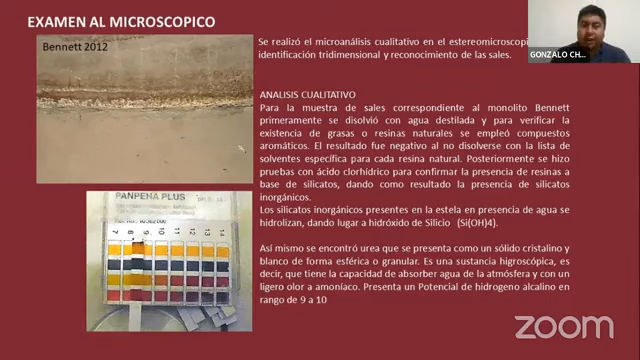 EXAMEN AL MICROSCOPICO
Bennett 2012
Se realizó el microanálisis cualitativo en el
identificación tridimensional y reconocimiento de las sales.
GONZALO CH...
ANALISIS CUALITATIVO
Para la muestra de sales correspondiente al monolito Bennett
primeramente se disolvió con agua destilada y para verificar la
existencia de grasas o resinas naturales se empleó compuestos
aromáticos. El resultado fue negativo al no disolverse con la lista de
solventes específica para cada resina natural. Posteriormente se hizo
pruebas con ácido clorhídrico para confirmar la presencia de resinas a
base de silicatos, dando como resultado la presencia de silicatos
inorgánicos.
Los silicatos inorgánicos presentes en la estela en presencia de agua se
hidrolizan, dando lugar a hidróxido de Silicio (Si(OH)4).
Así mismo se encontró urea que se presenta como un sólido cristalino y
blanco de forma esférica o granular. Es una sustancia higroscópica, es
decir, que tiene la capacidad de absorber agua de la atmósfera y con un
ligero olor a amoníaco. Presenta un Potencial de hidrogeno alcalino en
rango de 9 a 10
PANPEHA PLUS
7 8 9 10 11 12 13 14
zoom